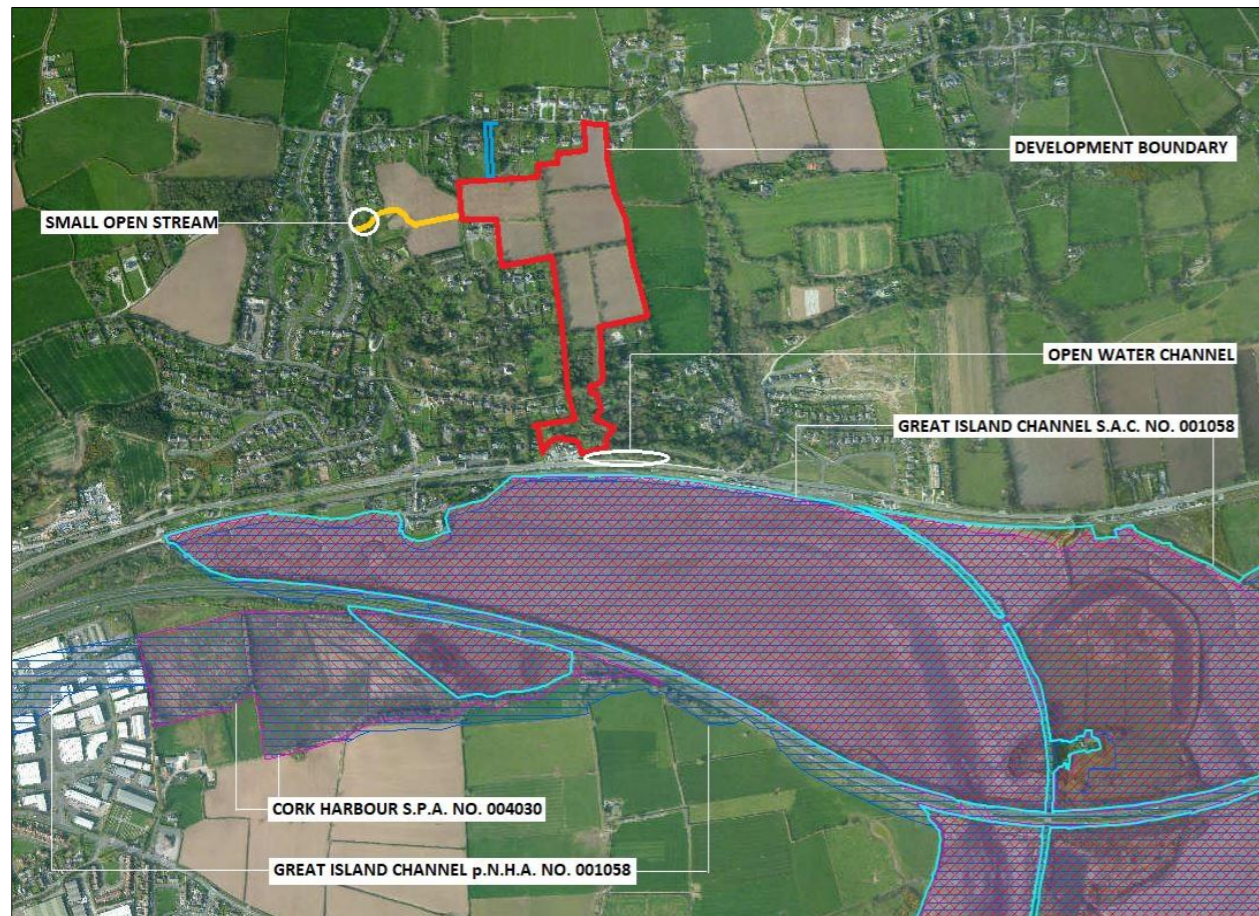 DEVELOPMENT BOUNDARY
SMALL OPEN STREAM
OPEN WATER CHANNEL
GREAT ISLAND CHANNEL S.A.C. NO. 001058
CORK HARBOUR S.P.A. NO. 004030
GREAT ISLAND CHANNEL p.N.H.A. NO. 001058